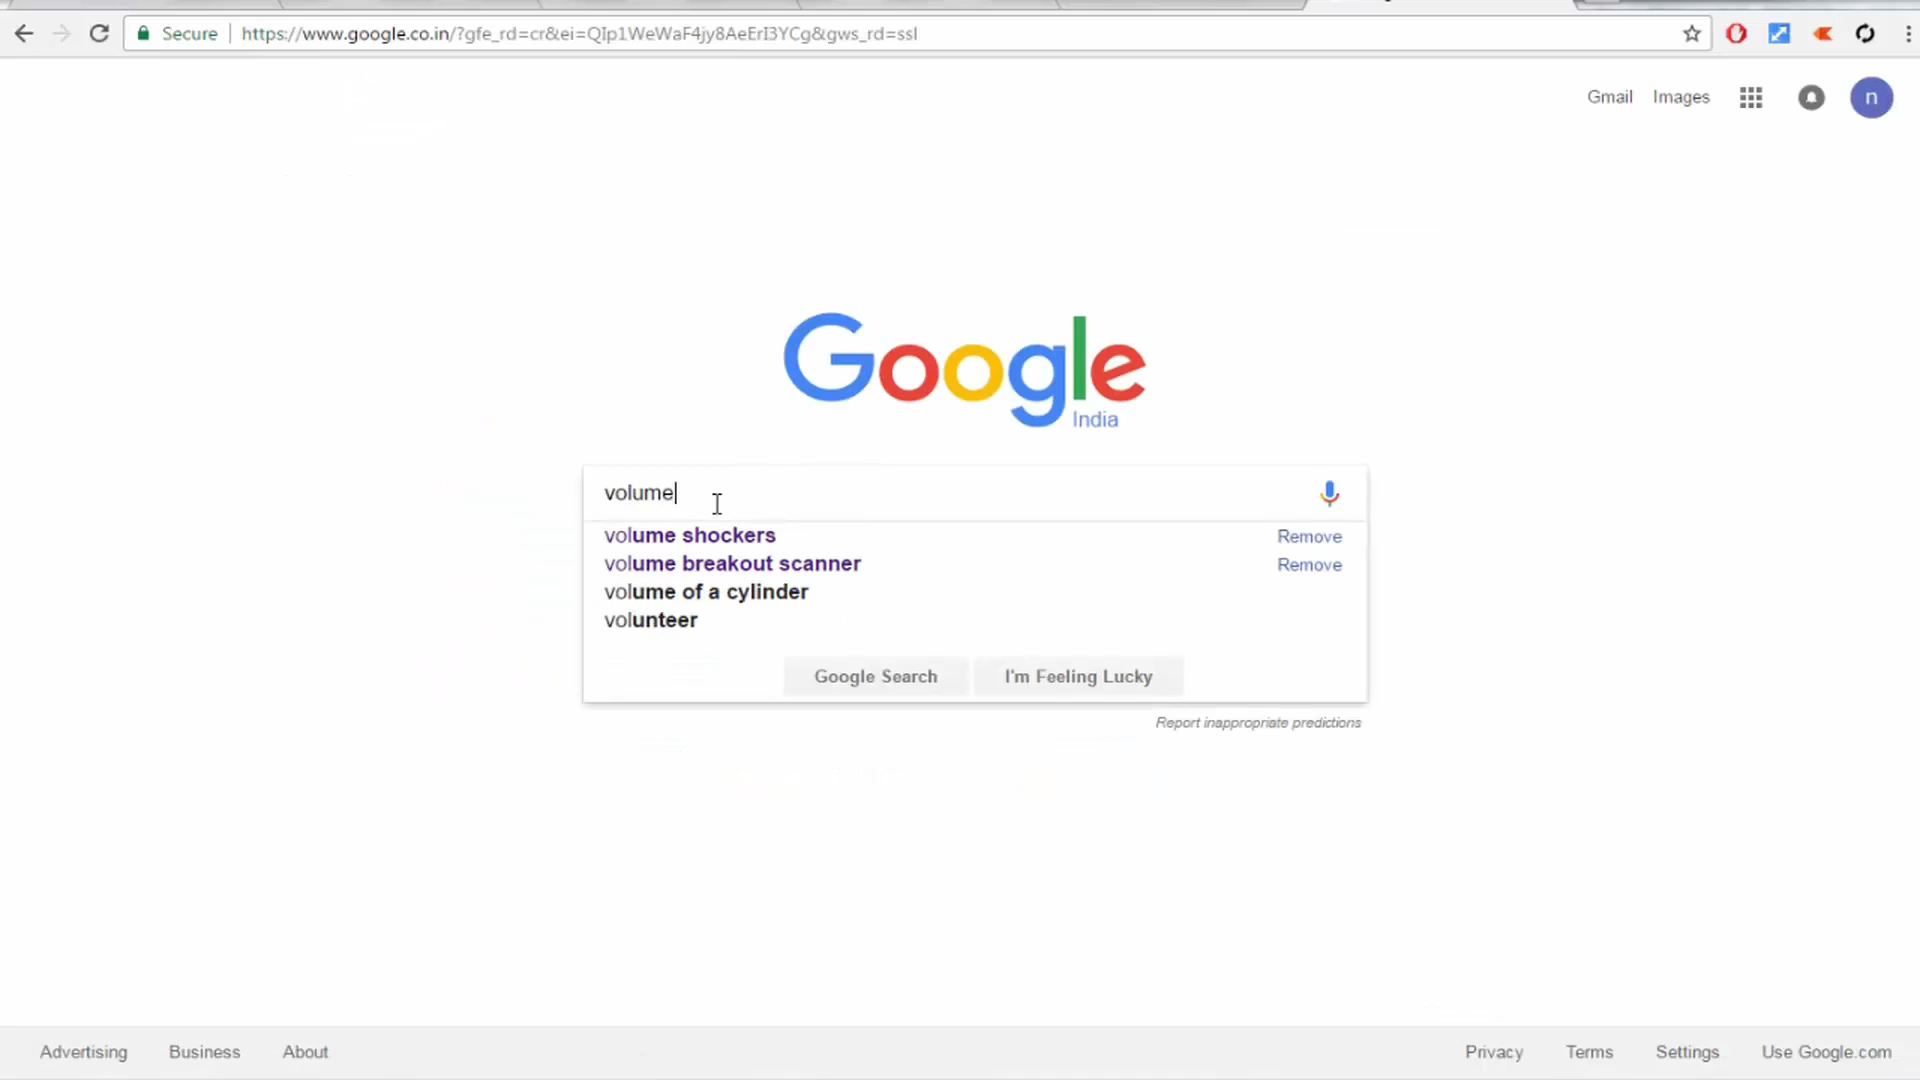 Secure https://www.google.co.in/?gfe_rd=cr&ei=QIp1WeWaF4jy8AeErI3YCg&gws_rd=ssl
Gmail Images n
Google
India
volume
volume shockers Remove
volume breakout scanner Remove
volume of a cylinder
volunteer
Google Search I'm Feeling Lucky
Report inappropriate predictions
Advertising Business About Privacy Terms Settings Use Google.com